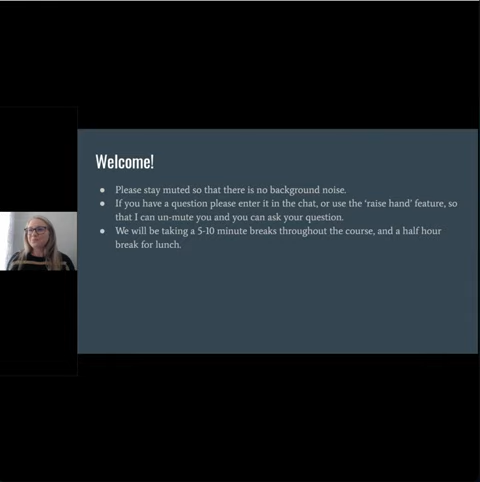 Welcome!
● Please stay muted so that there is no background noise.
● If you have a question please enter it in the chat, or use the ‘raise hand’ feature, so
that I can un-mute you and you can ask your question.
● We will be taking a 5-10 minute breaks throughout the course, and a half hour
break for lunch.